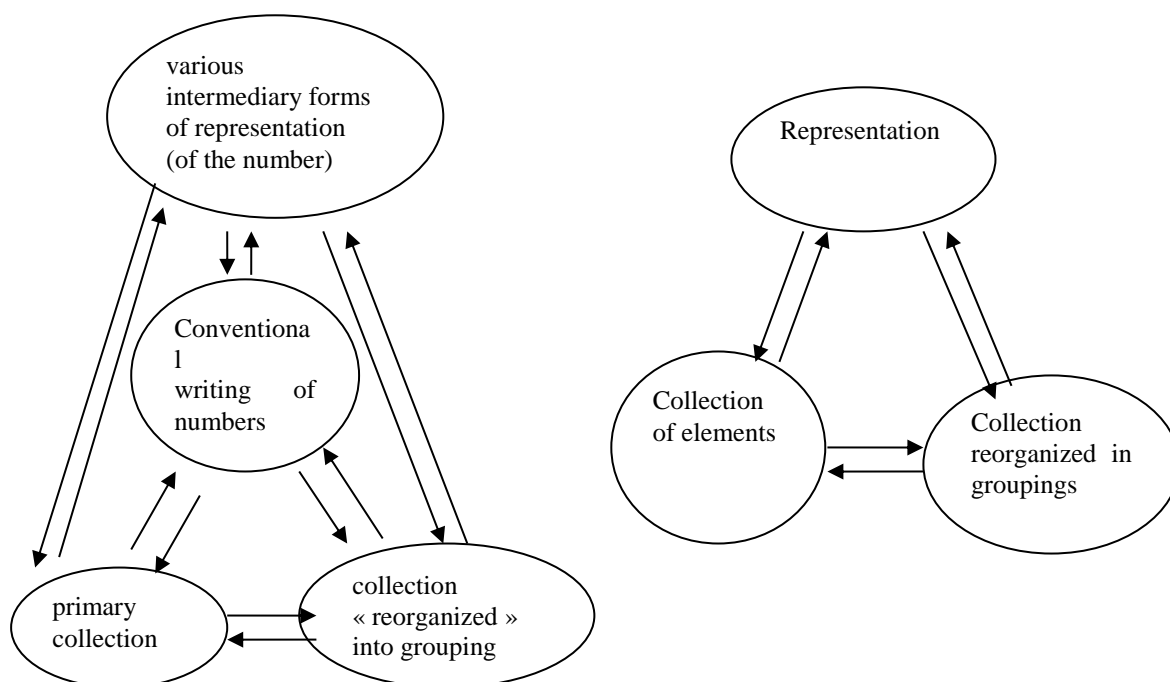 various
intermediary forms
of representation
(of the number)
Representation
Conventiona
l
writing of
numbers
Collection
of elements
Collection
reorganized in
groupings
primary
collection
collection
« reorganized »
into grouping